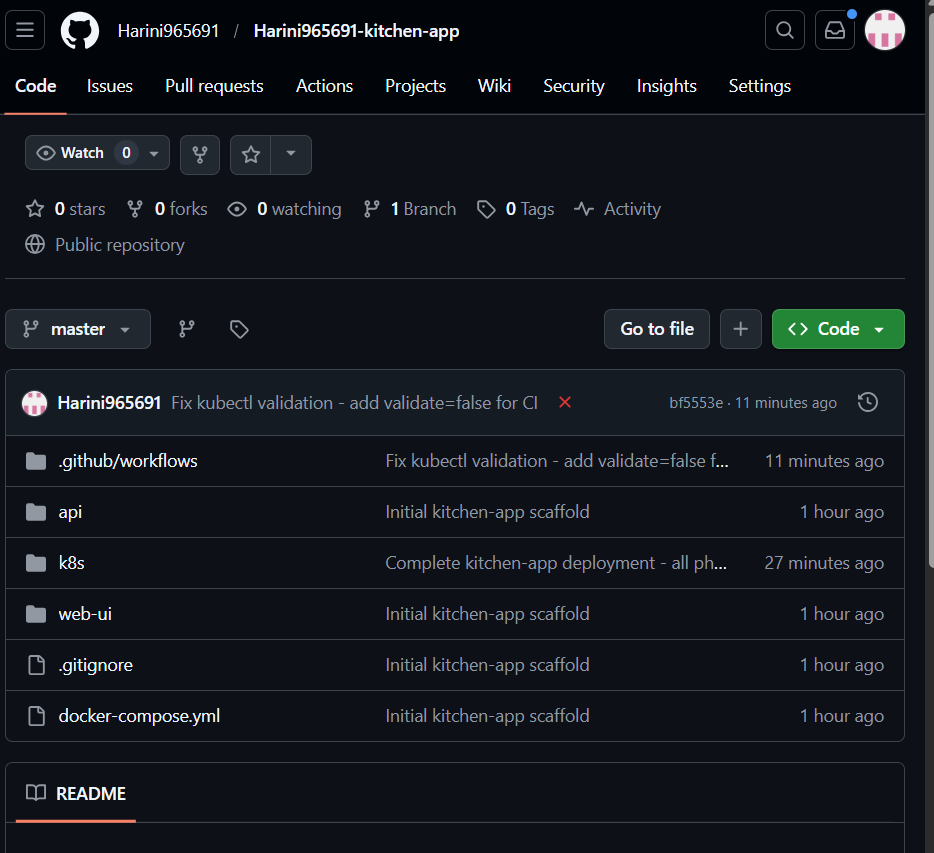 Harini965691 / Harini965691-kitchen-app
Code Issues Pull requests Actions Projects Wiki Security Insights Settings
Watch 0
0 stars 0 forks 0 watching 1 Branch 0 Tags Activity
Public repository
master Go to file Code
Harini965691 Fix kubectl validation - add validate=false for CI bf5553e · 11 minutes ago
.github/workflows Fix kubectl validation - add validate=false f... 11 minutes ago
api Initial kitchen-app scaffold 1 hour ago
k8s Complete kitchen-app deployment - all ph... 27 minutes ago
web-ui Initial kitchen-app scaffold 1 hour ago
.gitignore Initial kitchen-app scaffold 1 hour ago
docker-compose.yml Initial kitchen-app scaffold 1 hour ago
README